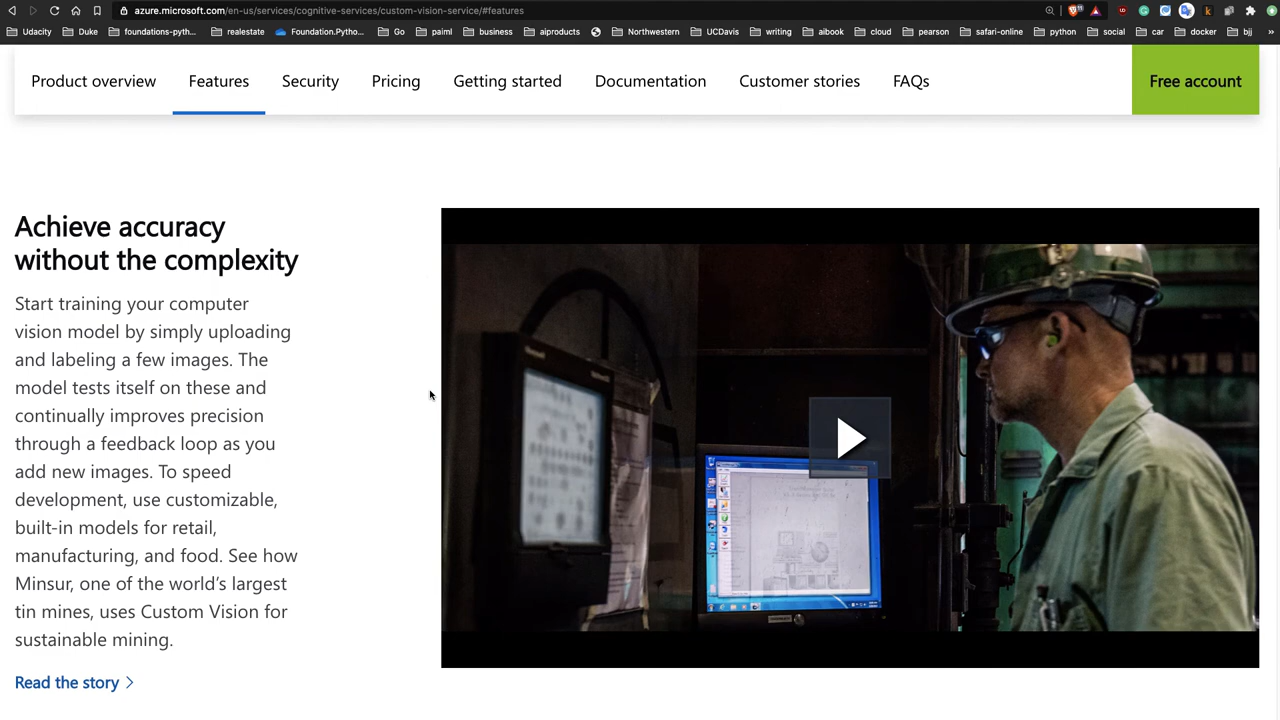 azure.microsoft.com/en-us/services/cognitive-services/custom-vision-service/#features
Udacity Duke foundations-pyth... realestate Foundation.Pytho... Go paiml business aiproducts Northwestern UCDavis writing aibook cloud pearson safari-online python social car docker bjj »
Product overview Features Security Pricing Getting started Documentation Customer stories FAQs Free account
Achieve accuracy
without the complexity
Start training your computer
vision model by simply uploading
and labeling a few images. The
model tests itself on these and
continually improves precision
through a feedback loop as you
add new images. To speed
development, use customizable,
built-in models for retail,
manufacturing, and food. See how
Minsur, one of the world's largest
tin mines, uses Custom Vision for
sustainable mining.
Read the story